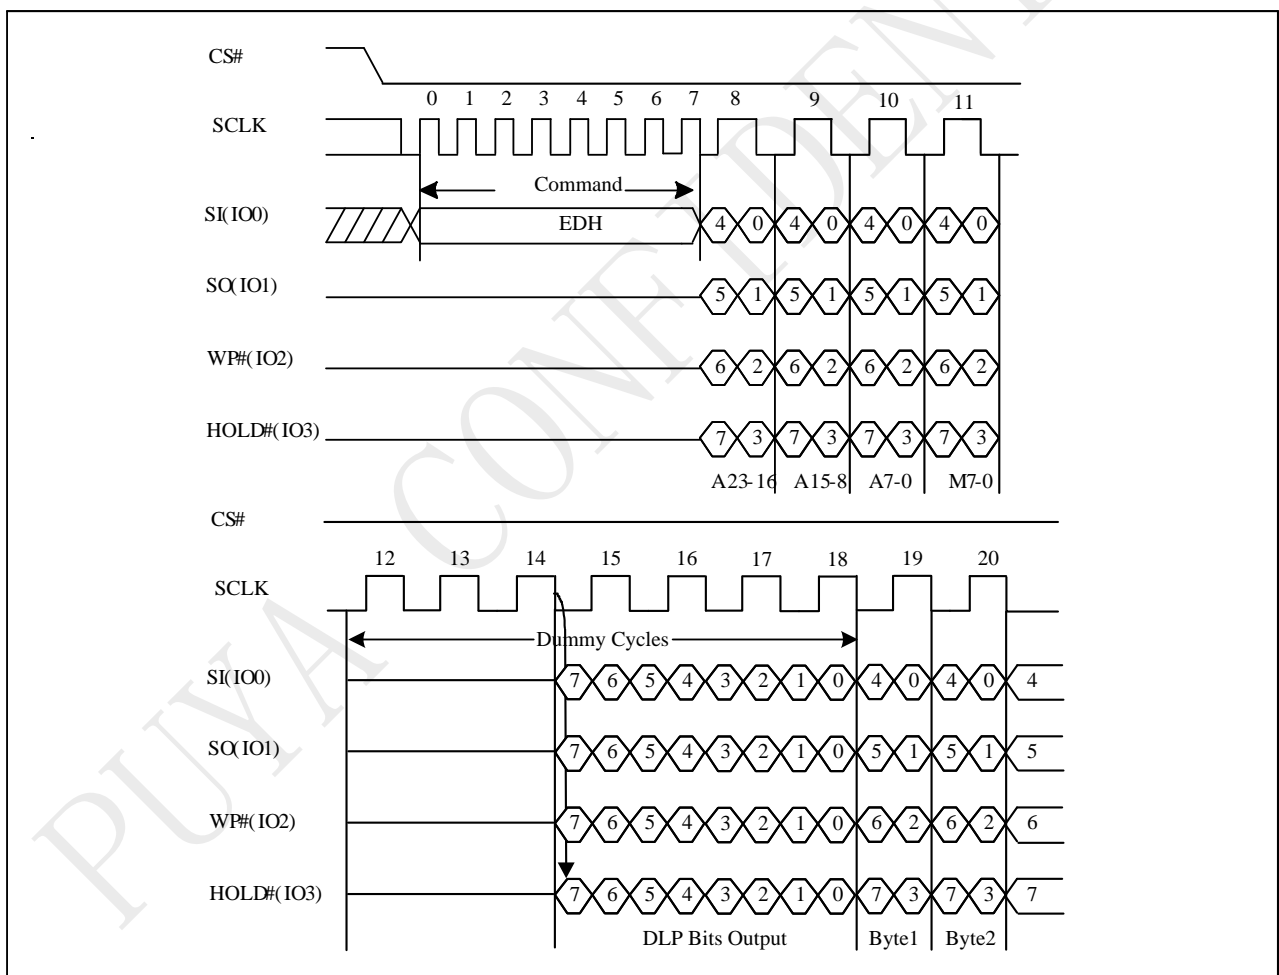 CS#
0 1 2 3 4 5 6 7 8 9 10 11
SCLK
Command
SI(IO0) EDH 4 0 4 0 4 0 4 0
SO(IO1) 5 1 5 1 5 1 5 1
WP#(IO2) 6 2 6 2 6 2 6 2
HOLD#(IO3) 7 3 7 3 7 3 7 3
A23-16 A15-8 A7-0 M7-0
CS#
12 13 14 15 16 17 18 19 20
SCLK
Dummy Cycles
SI(IO0) 7 6 5 4 3 2 1 0 4 0 4 0 4
SO(IO1) 7 6 5 4 3 2 1 0 5 1 5 1 5
WP#(IO2) 7 6 5 4 3 2 1 0 6 2 6 2 6
HOLD#(IO3) 7 6 5 4 3 2 1 0 7 3 7 3 7
DLP Bits Output Byte1 Byte2
PUYA CONFIDENT